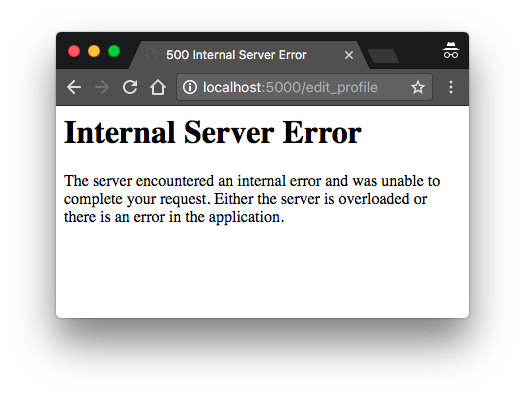 500 Internal Server Error
localhost:5000/edit_profile
Internal Server Error
The server encountered an internal error and was unable to
complete your request. Either the server is overloaded or
there is an error in the application.